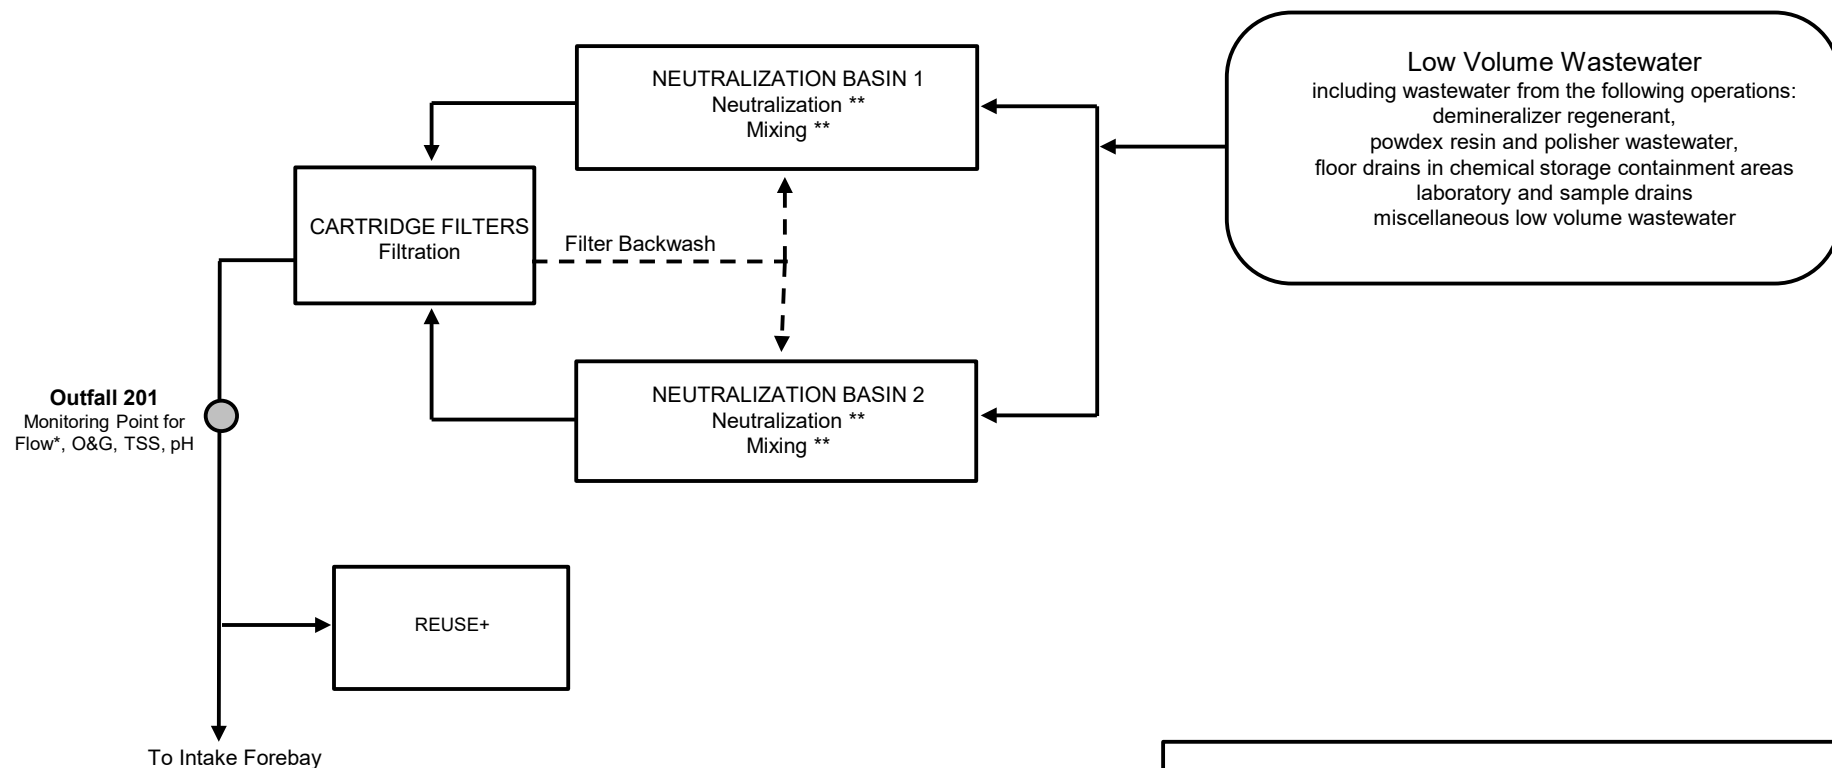 NEUTRALIZATION BASIN 1
Neutralization **
Mixing **
Low Volume Wastewater
including wastewater from the following operations:
demineralizer regenerant,
powdex resin and polisher wastewater,
floor drains in chemical storage containment areas
laboratory and sample drains
miscellaneous low volume wastewater
CARTRIDGE FILTERS
Filtration
Filter Backwash
NEUTRALIZATION BASIN 2
Neutralization **
Mixing **
Outfall 201
Monitoring Point for
Flow*, O&G, TSS, pH
REUSE+
To Intake Forebay